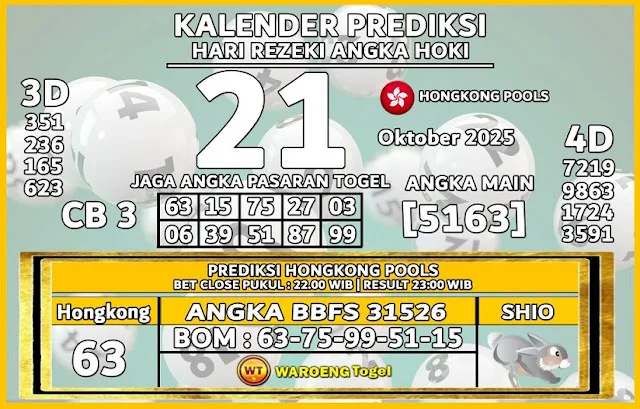 KALENDER PREDIKSI
HARI REZEKI ANGKA HOKI
3D
351
236
165
623
21
HONGKONG POOLS
Oktober 2025
4D
7219
9863
1724
3591
JAGA ANGKA PASARAN TOGEL
CB 3
63 15 75 27 03
06 39 51 87 99
ANGKA MAIN
[5163]
PREDIKSI HONGKONG POOLS
BET CLOSE PUKUL : 22.00 WIB | RESULT 23:00 WIB
Hongkong
63
ANGKA BBFS 31526
BOM : 63-75-99-51-15
WT WAROENG Togel
SHIO